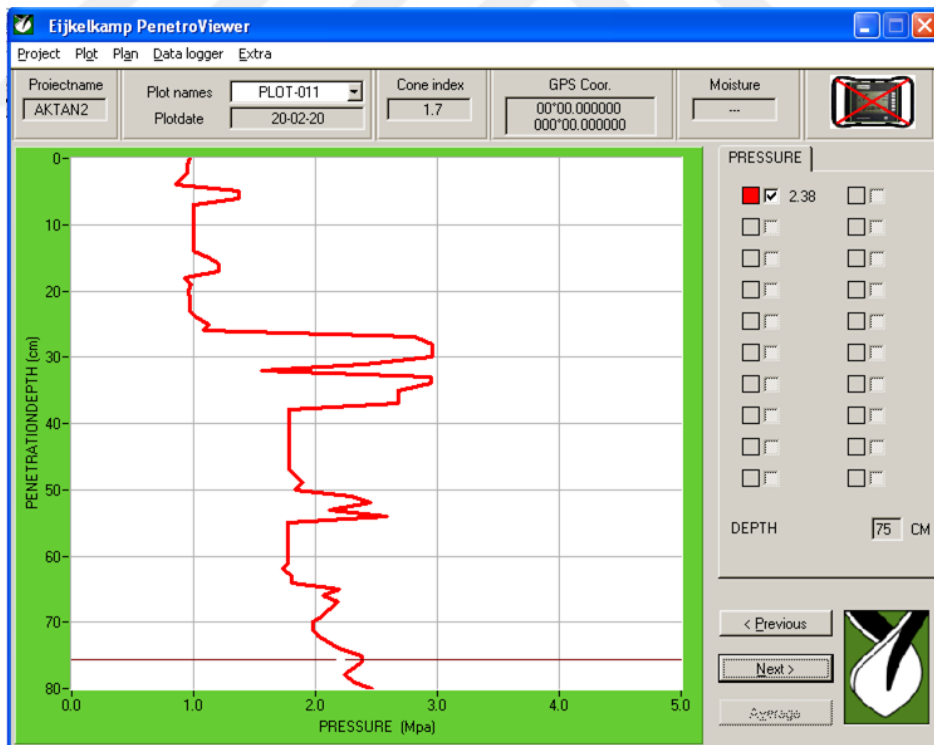 Eijkelkamp PenetroViewer
Project Plot Plan Data logger Extra
Projectname
AKTAN2
Plot names PLOT-011
Plotdate 20-02-20
Cone index
1.7
GPS Coor.
00°00.000000
000°00.000000
Moisture
---
PRESSURE
2.38
DEPTH 75 CM
< Previous
Next >
Average
PENETRATIONDEPTH (cm)
0
10
20
30
40
50
60
70
80
0.0 1.0 2.0 3.0 4.0 5.0
PRESSURE (Mpa)